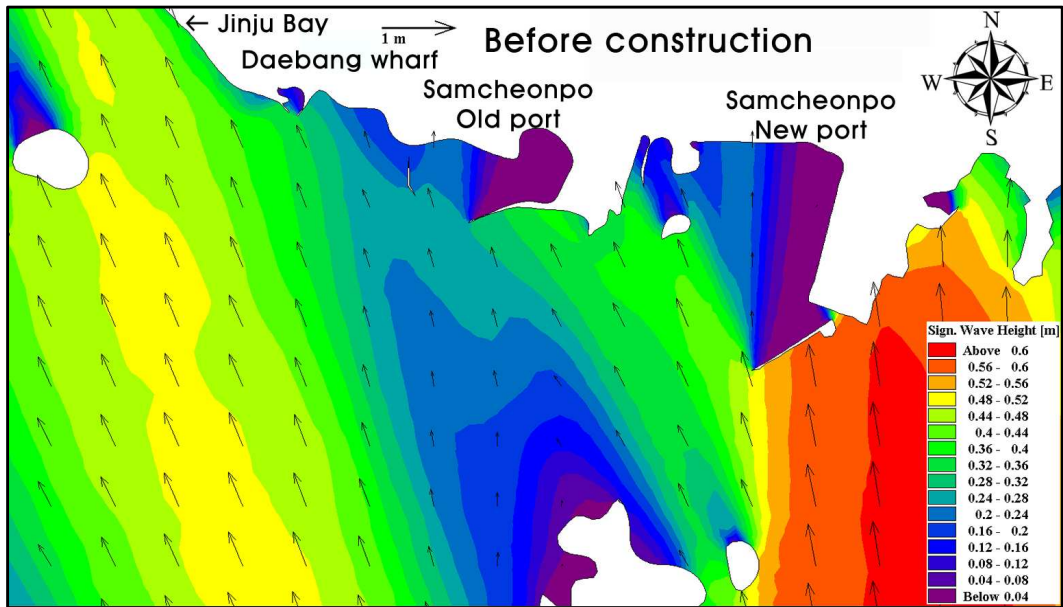 ← Jinju Bay
1 m
Before construction
Daebang wharf
Samcheonpo
Old port
Samcheonpo
New port
N
W E
S
Sign. Wave Height [m]
Above 0.6
0.56 - 0.6
0.52 - 0.56
0.48 - 0.52
0.44 - 0.48
0.4 - 0.44
0.36 - 0.4
0.32 - 0.36
0.28 - 0.32
0.24 - 0.28
0.2 - 0.24
0.16 - 0.2
0.12 - 0.16
0.08 - 0.12
0.04 - 0.08
Below 0.04